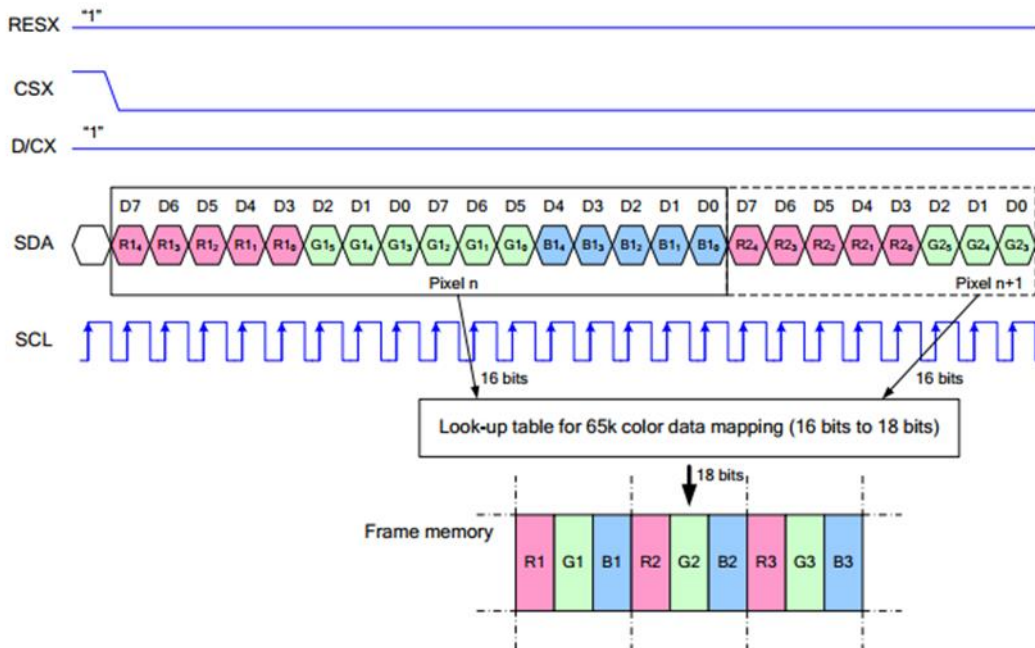 RESX "1"
CSX
D/CX "1"
D7 D6 D5 D4 D3 D2 D1 D0 D7 D6 D5 D4 D3 D2 D1 D0 D7 D6 D5 D4 D3 D2 D1 D0
SDA R1₄ R1₃ R1₂ R1₁ R1₀ G1₅ G1₄ G1₃ G1₂ G1₁ G1₀ B1₄ B1₃ B1₂ B1₁ B1₀ R2₄ R2₃ R2₂ R2₁ R2₀ G2₅ G2₄ G2₃
Pixel n Pixel n+1
SCL
16 bits 16 bits
Look-up table for 65k color data mapping (16 bits to 18 bits)
18 bits
Frame memory
R1 G1 B1 R2 G2 B2 R3 G3 B3